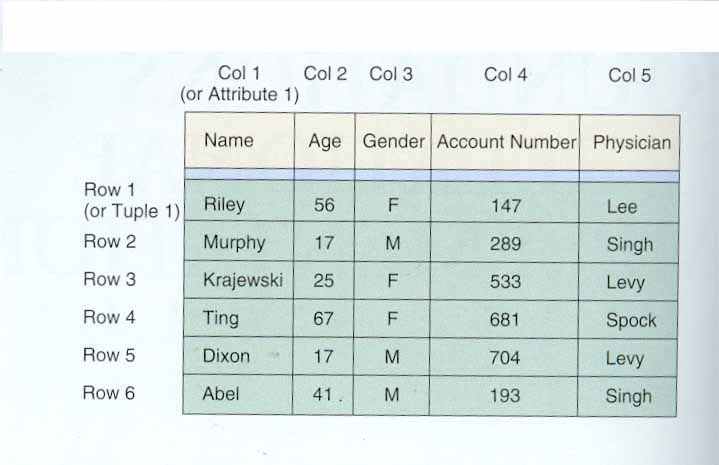 Col 1 Col 2 Col 3 Col 4 Col 5
(or Attribute 1)
Name Age Gender Account Number Physician
Row 1
(or Tuple 1) Riley 56 F 147 Lee
Row 2 Murphy 17 M 289 Singh
Row 3 Krajewski 25 F 533 Levy
Row 4 Ting 67 F 681 Spock
Row 5 Dixon 17 M 704 Levy
Row 6 Abel 41 M 193 Singh